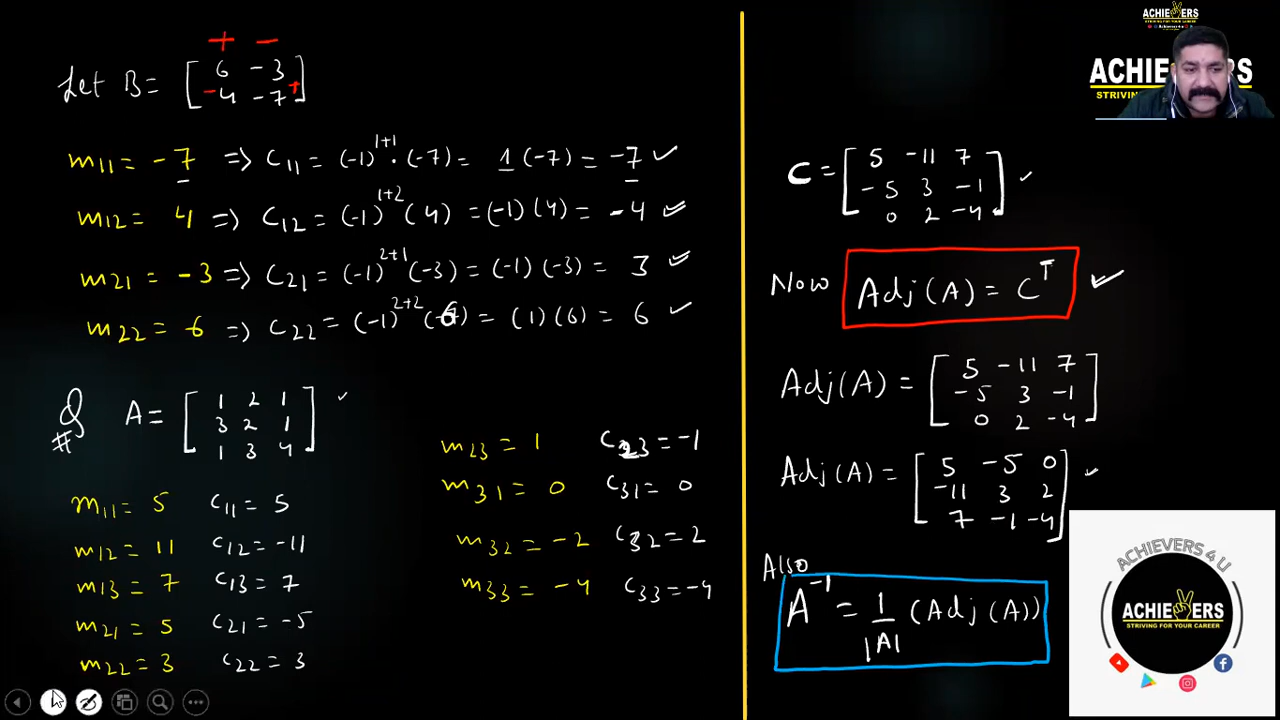 + −
Let B = [ 6 −3
− 4 −7 + ]
m11 = −7 => C11 = (−1)^1+1 · (−7) = 1(−7) = −7 ✓
m12 = 4 => C12 = (−1)^1+2 (4) = (−1)(4) = −4 ✓
m21 = −3 => C21 = (−1)^2+1 (−3) = (−1)(−3) = 3 ✓
m22 = 6 => C22 = (−1)^2+2 (6) = (1)(6) = 6 ✓
Q # A = [ 1 2 1
3 2 1
1 3 4 ] ✓
m11 = 5 C11 = 5
m12 = 11 C12 = −11
m13 = 7 C13 = 7
m21 = 5 C21 = −5
m22 = 3 C22 = 3
m23 = 1 C23 = −1
m31 = 0 C31 = 0
m32 = −2 C32 = 2
m33 = −4 C33 = −4
C = [ 5 −11 7
−5 3 −1
0 2 −4 ] ✓
Now Adj(A) = C^T ✓
Adj(A) = [ 5 −11 7
−5 3 −1
0 2 −4 ]
Adj(A) = [ 5 −5 0
−11 3 2
7 −1 −4 ] ✓
Also
A^−1 = 1/|A| (Adj(A))
ACHIEVERS
STRIVING FOR YOUR CAREER
ACHIE ERS
STRIVIN
ACHIEVERS 4 U
ACHIEVERS
STRIVING FOR YOUR CAREER